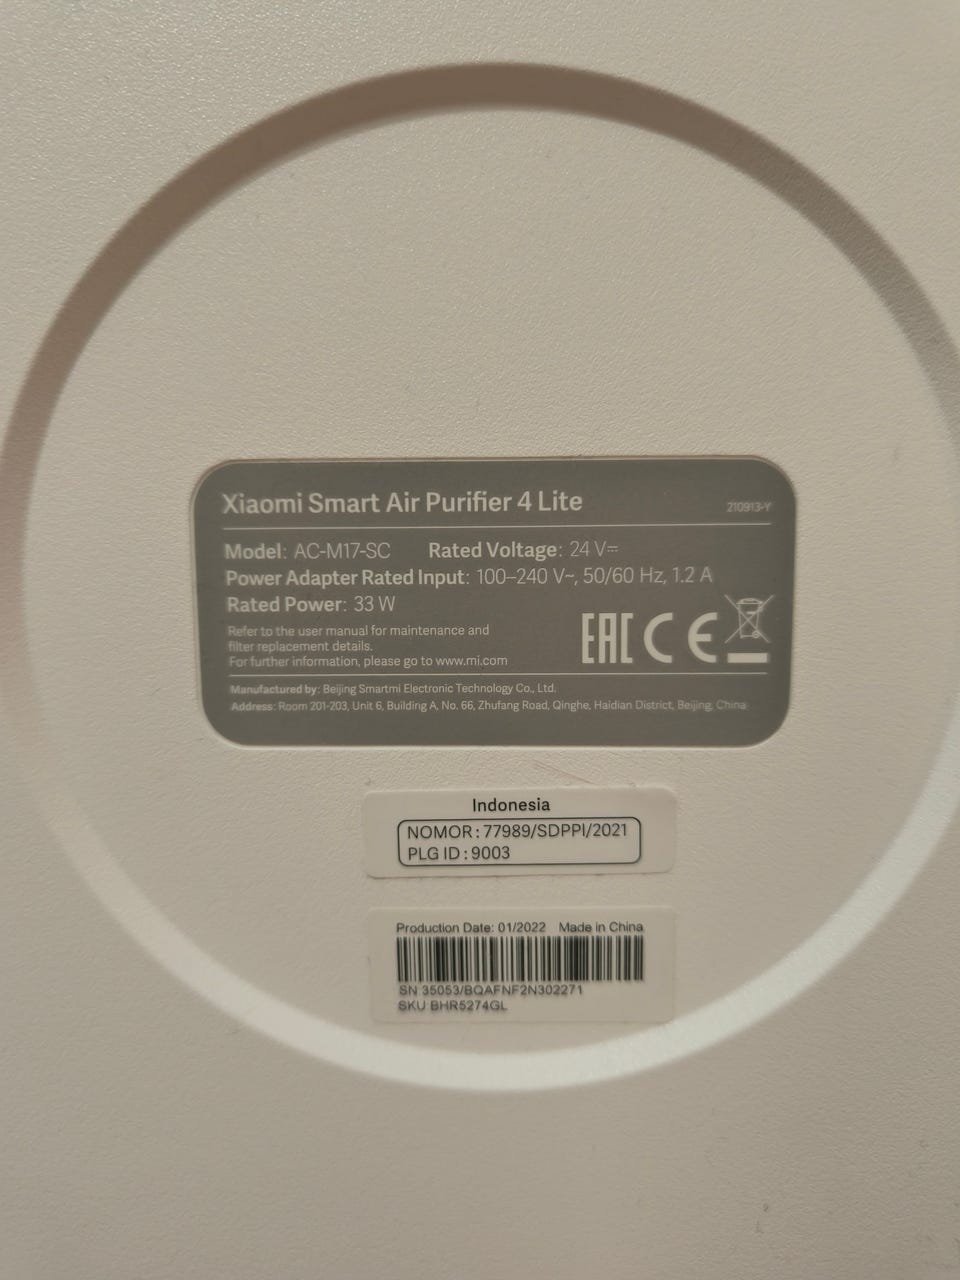 Xiaomi Smart Air Purifier 4 Lite 210913-Y
Model: AC-M17-SC Rated Voltage: 24 V⎓
Power Adapter Rated Input: 100–240 V~, 50/60 Hz, 1.2 A
Rated Power: 33 W
Refer to the user manual for maintenance and
filter replacement details.
For further information, please go to www.mi.com
EAC CE
Manufactured by: Beijing Smartmi Electronic Technology Co., Ltd.
Address: Room 201-203, Unit 6, Building A, No. 66, Zhufang Road, Qinghe, Haidian District, Beijing, China
Indonesia
NOMOR : 77989/SDPPI/2021
PLG ID : 9003
Production Date: 01/2022 Made in China
SN 35053/BQAFNF2N302271
SKU BHR5274GL